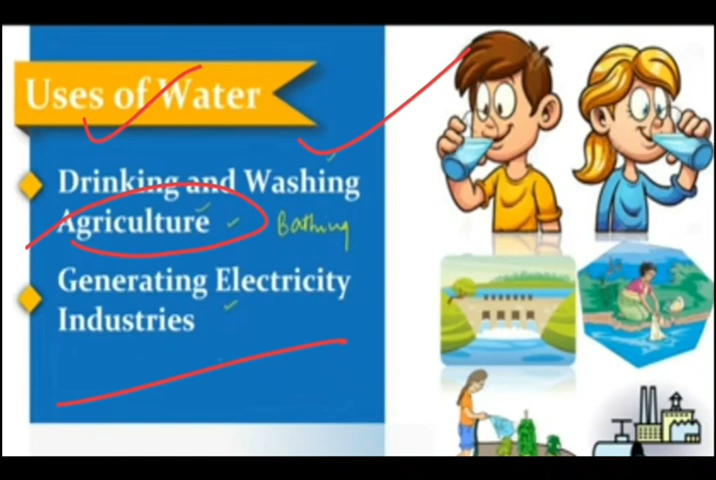 Uses of Water
Drinking and Washing
Agriculture
Bathing
Generating Electricity
Industries